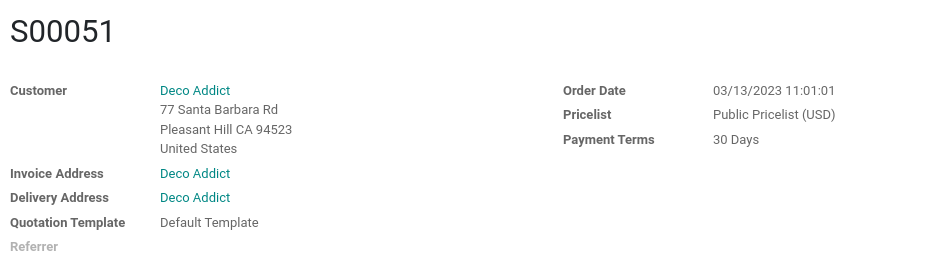 S00051
Customer Deco Addict
77 Santa Barbara Rd
Pleasant Hill CA 94523
United States
Invoice Address Deco Addict
Delivery Address Deco Addict
Quotation Template Default Template
Referrer
Order Date 03/13/2023 11:01:01
Pricelist Public Pricelist (USD)
Payment Terms 30 Days